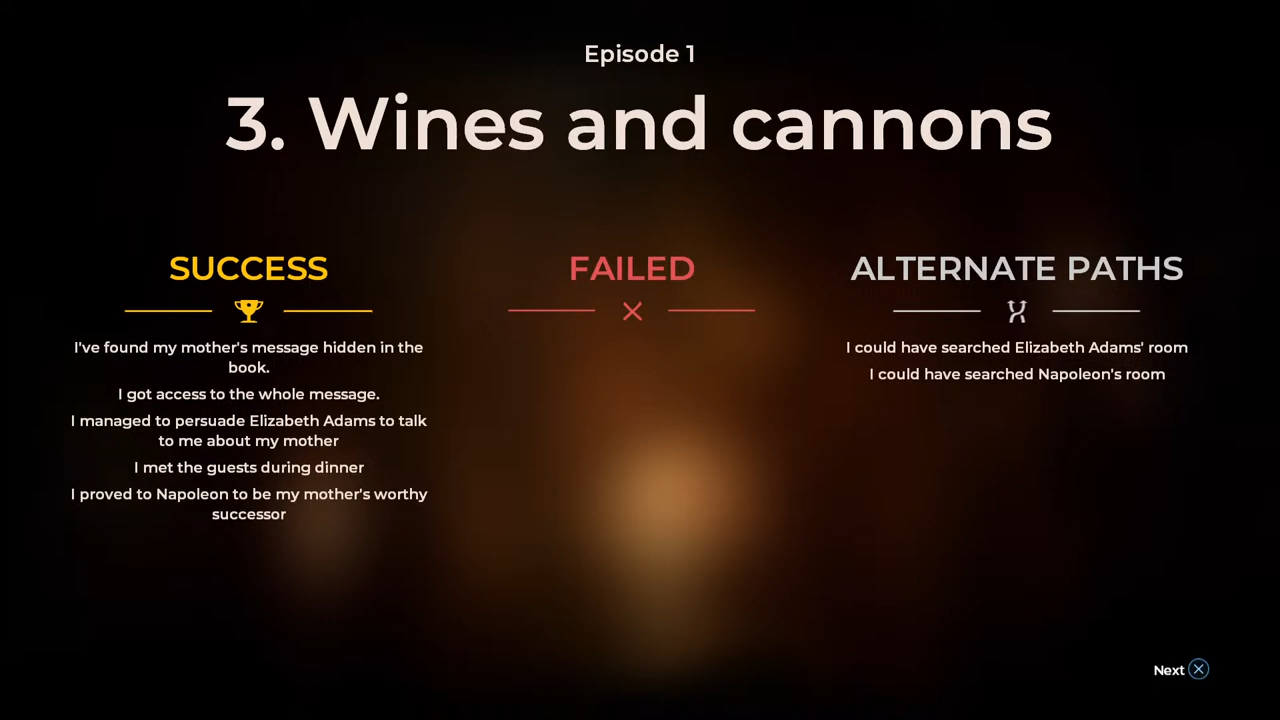 Episode 1
3. Wines and cannons
SUCCESS
I've found my mother's message hidden in the
book.
I got access to the whole message.
I managed to persuade Elizabeth Adams to talk
to me about my mother
I met the guests during dinner
I proved to Napoleon to be my mother's worthy
successor
FAILED
ALTERNATE PATHS
I could have searched Elizabeth Adams' room
I could have searched Napoleon's room
Next